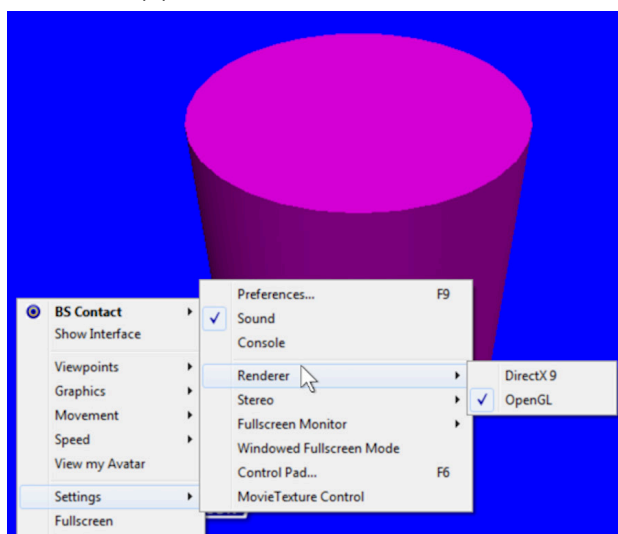 BS Contact
Show Interface
Viewpoints
Graphics
Movement
Speed
View my Avatar
Settings
Fullscreen
Preferences... F9
Sound
Console
Renderer
Stereo
Fullscreen Monitor
Windowed Fullscreen Mode
Control Pad... F6
MovieTexture Control
DirectX 9
OpenGL